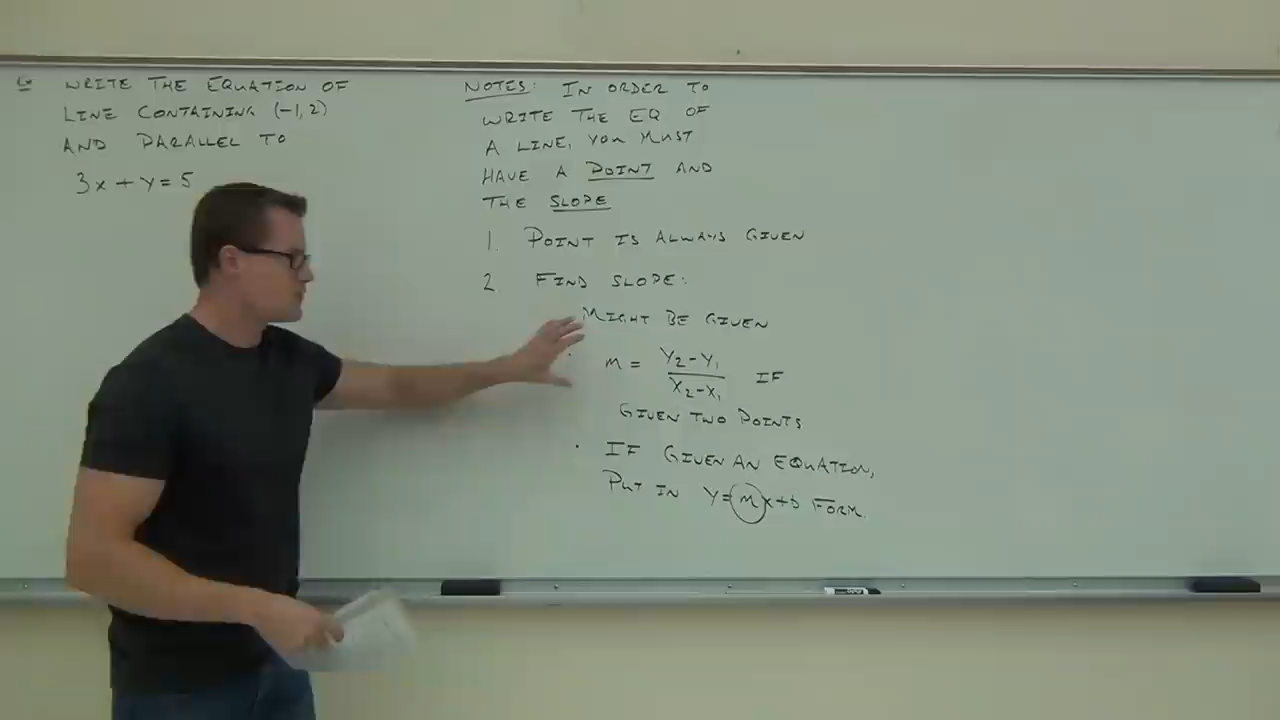 Ex WRITE THE EQUATION OF
LINE CONTAINING (-1,2)
AND PARALLEL TO
3x+y=5
NOTES: IN ORDER TO
WRITE THE EQ OF
A LINE, YOU MUST
HAVE A POINT AND
THE SLOPE
1. POINT IS ALWAYS GIVEN
2. FIND SLOPE:
MIGHT BE GIVEN
· m = (Y2-Y1)/(X2-X1) IF
GIVEN TWO POINTS
· IF GIVEN AN EQUATION,
PUT IN Y=mx+b FORM.